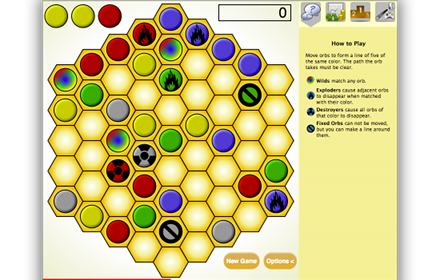 0
How to Play
Move orbs to form a line of five of
the same color. The path the orb
takes must be clear.
Wilds match any orb.
Exploders cause adjacent orbs
to disappear when matched
with their color.
Destroyers cause all orbs of
that color to disappear.
Fixed Orbs can not be moved,
but you can make a line around
them.
New Game Options <